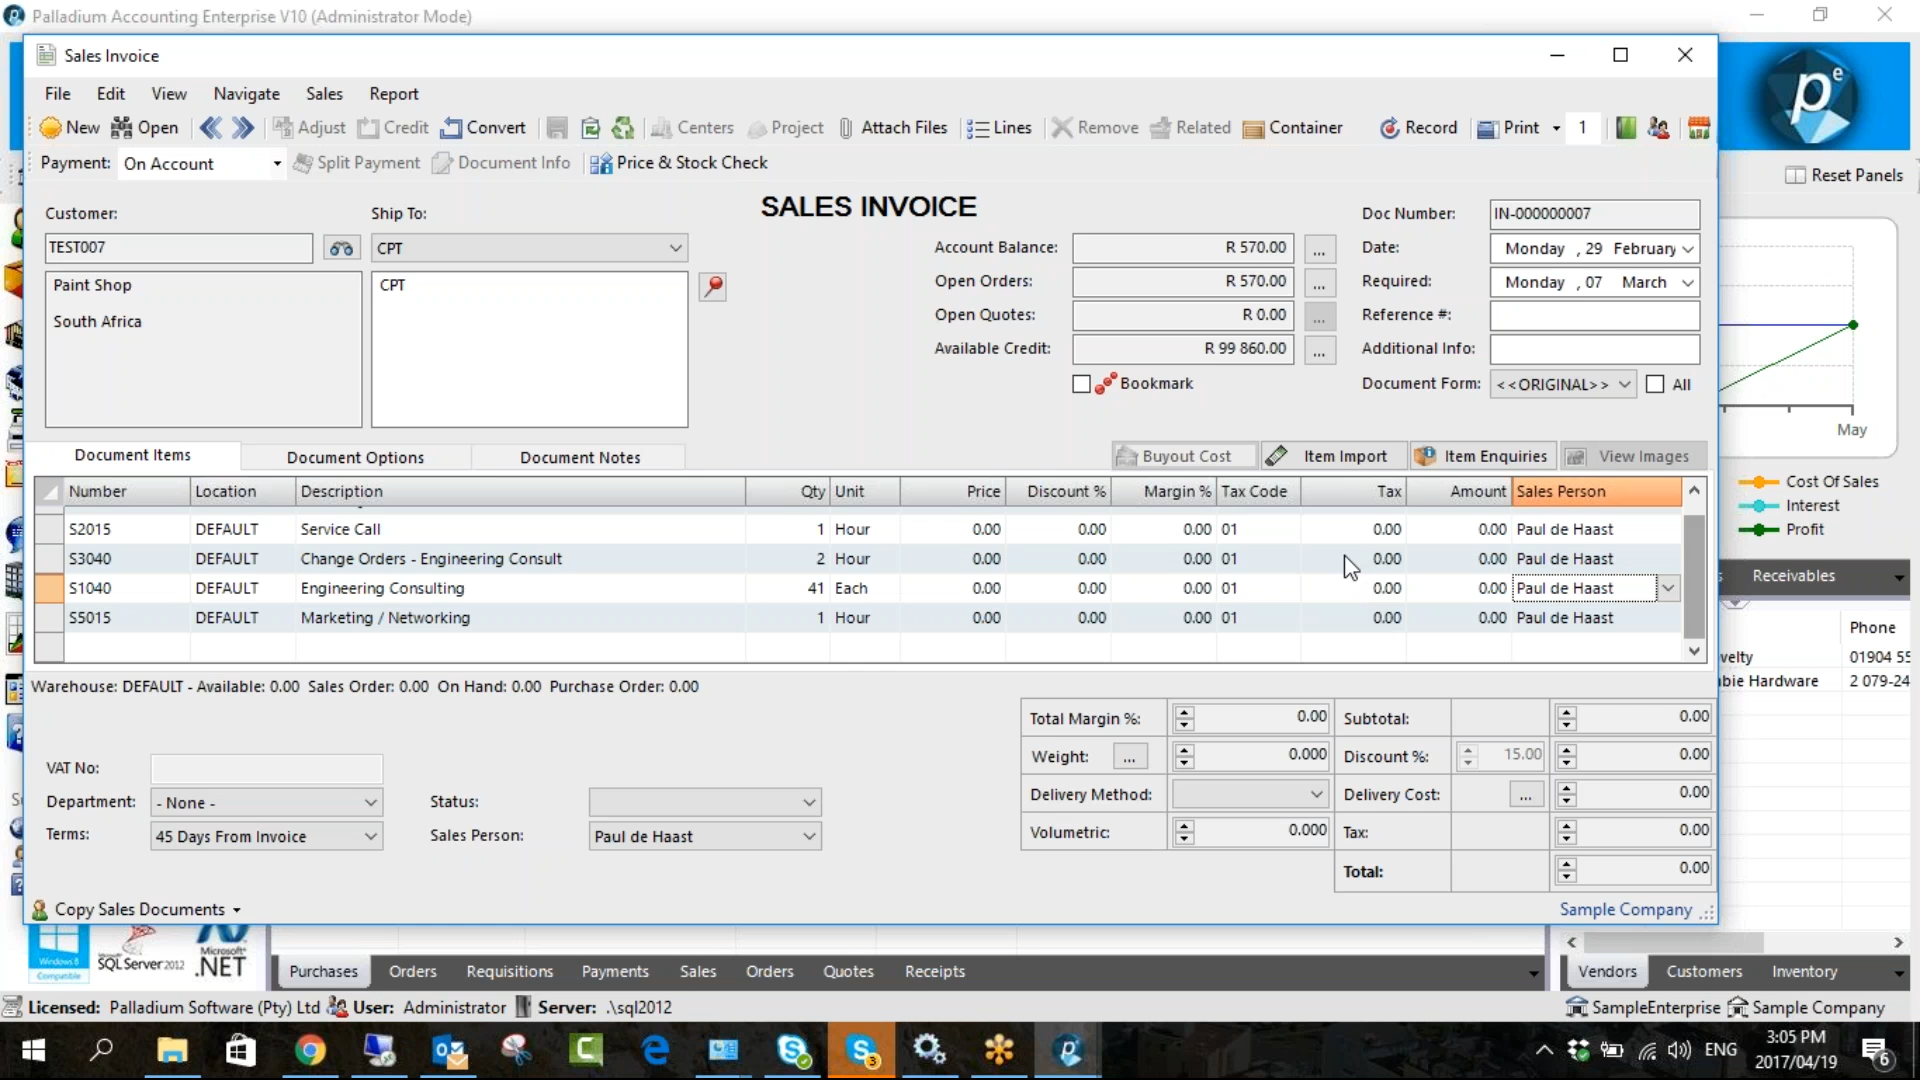 Palladium Accounting Enterprise V10 (Administrator Mode)
Sales Invoice
File Edit View Navigate Sales Report
New Open Adjust Credit Convert Centers Project Attach Files Lines Remove Related Container Record Print 1
Payment: On Account Split Payment Document Info Price & Stock Check
Reset Panels
SALES INVOICE
Customer: Ship To:
TEST007 CPT
Paint Shop
South Africa
CPT
Account Balance: R 570.00 ...
Open Orders: R 570.00 ...
Open Quotes: R 0.00 ...
Available Credit: R 99 860.00 ...
Bookmark
Doc Number: IN-000000007
Date: Monday , 29 February
Required: Monday , 07 March
Reference #:
Additional Info:
Document Form: <<ORIGINAL>> All
May
Cost Of Sales
Interest
Profit
Document Items Document Options Document Notes Buyout Cost Item Import Item Enquiries View Images
Number Location Description Qty Unit Price Discount % Margin % Tax Code Tax Amount Sales Person
S2015 DEFAULT Service Call 1 Hour 0.00 0.00 0.00 01 0.00 0.00 Paul de Haast
S3040 DEFAULT Change Orders - Engineering Consult 2 Hour 0.00 0.00 0.00 01 0.00 0.00 Paul de Haast
S1040 DEFAULT Engineering Consulting 41 Each 0.00 0.00 0.00 01 0.00 0.00 Paul de Haast
S5015 DEFAULT Marketing / Networking 1 Hour 0.00 0.00 0.00 01 0.00 0.00 Paul de Haast
Receivables
Phone
velty 01904 55
bie Hardware 2 079-24
Warehouse: DEFAULT - Available: 0.00 Sales Order: 0.00 On Hand: 0.00 Purchase Order: 0.00
Total Margin %: 0.00 Subtotal: 0.00
Weight: ... 0.000 Discount %: 15.00 0.00
Delivery Method: Delivery Cost: ... 0.00
Volumetric: 0.000 Tax: 0.00
Total: 0.00
VAT No:
Department: - None - Status:
Terms: 45 Days From Invoice Sales Person: Paul de Haast
Copy Sales Documents
Sample Company
Windows 8
Compatible
SQL Server 2012
Microsoft
.NET
Purchases Orders Requisitions Payments Sales Orders Quotes Receipts
Vendors Customers Inventory
Licensed: Palladium Software (Pty) Ltd User: Administrator Server: .\sql2012
SampleEnterprise Sample Company
ENG
3:05 PM
2017/04/19
6
3